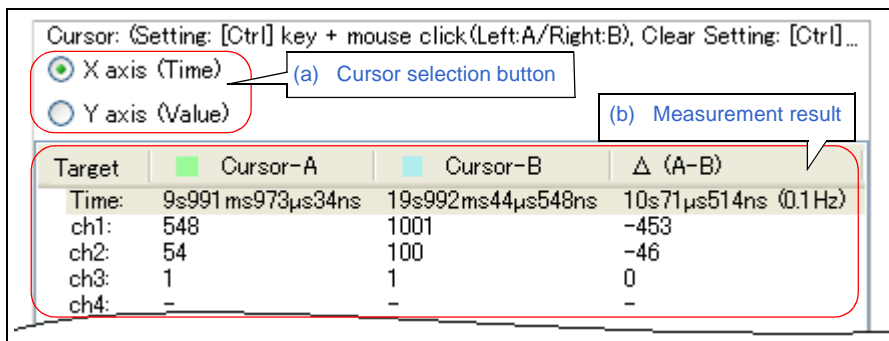 Cursor: (Setting: [Ctrl] key + mouse click(Left:A/Right:B), Clear Setting: [Ctrl]...
X axis (Time)
(a) Cursor selection button
Y axis (Value)
(b) Measurement result
Target Cursor-A Cursor-B Δ (A-B)
Time: 9s991ms973µs34ns 19s992ms44µs548ns 10s71µs514ns (0.1Hz)
ch1: 548 1001 -453
ch2: 54 100 -46
ch3: 1 1 0
ch4: - - -